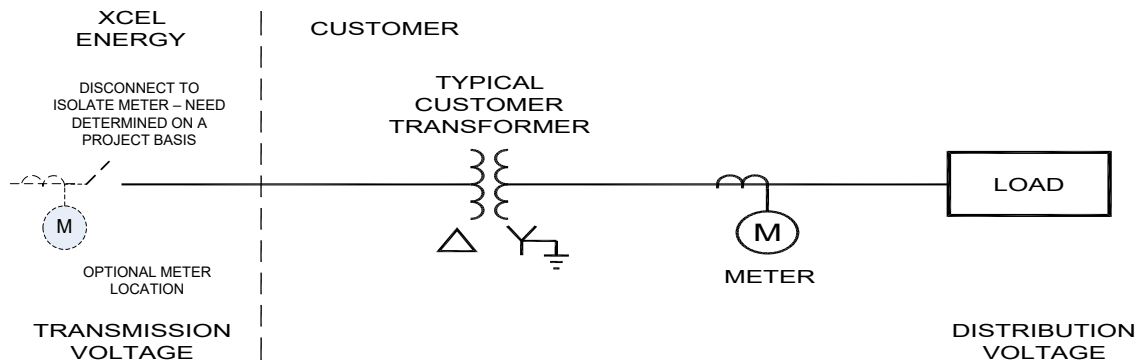 XCEL
ENERGY
CUSTOMER
DISCONNECT TO
ISOLATE METER – NEED
DETERMINED ON A
PROJECT BASIS
TYPICAL
CUSTOMER
TRANSFORMER
LOAD
M
M
METER
OPTIONAL METER
LOCATION
TRANSMISSION
VOLTAGE
DISTRIBUTION
VOLTAGE